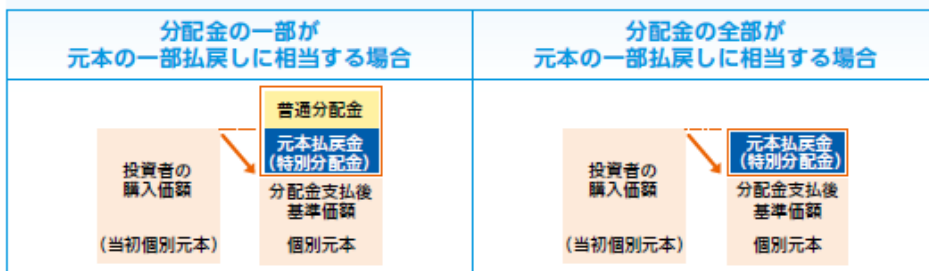 分配金の一部が
元本の一部払戻しに相当する場合
分配金の全部が
元本の一部払戻しに相当する場合
普通分配金
元本払戻金
(特別分配金)
投資者の
購入価額
分配金支払後
基準価額
(当初個別元本)
個別元本
元本払戻金
(特別分配金)
投資者の
購入価額
分配金支払後
基準価額
(当初個別元本)
個別元本